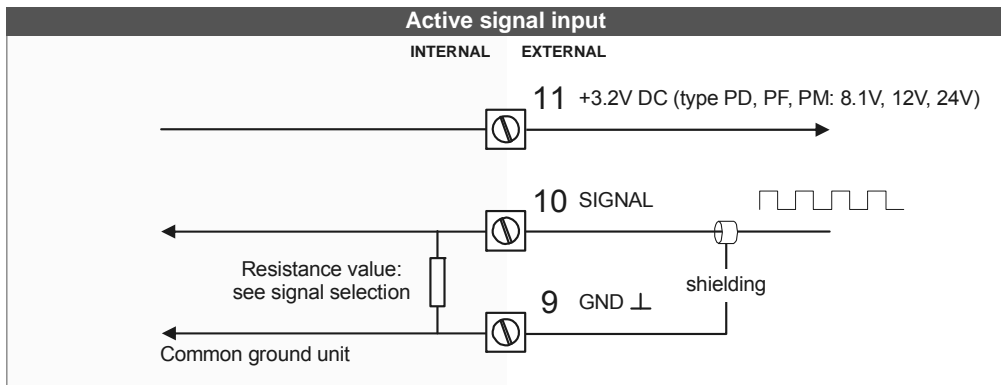 Active signal input
INTERNAL EXTERNAL
11 +3.2V DC (type PD, PF, PM: 8.1V, 12V, 24V)
10 SIGNAL
Resistance value:
see signal selection
shielding
9 GND ⊥
Common ground unit